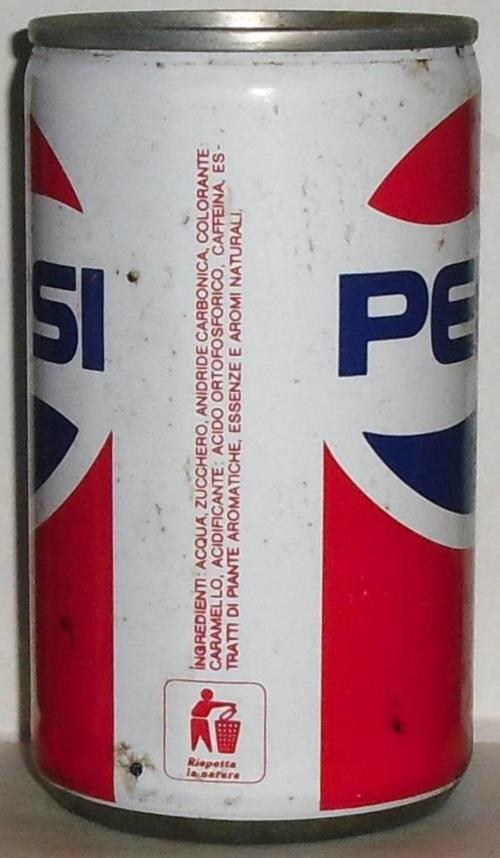 SI
PE
INGREDIENTI: ACQUA, ZUCCHERO, ANIDRIDE CARBONICA, COLORANTE:
CARAMELLO, ACIDIFICANTE: ACIDO ORTOFOSFORICO, CAFFEINA, ES-
TRATTI DI PIANTE AROMATICHE, ESSENZE E AROMI NATURALI.
Rispetta
la natura